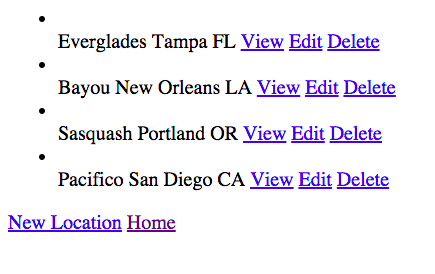 Everglades Tampa FL View Edit Delete
Bayou New Orleans LA View Edit Delete
Sasquash Portland OR View Edit Delete
Pacifico San Diego CA View Edit Delete
New Location Home